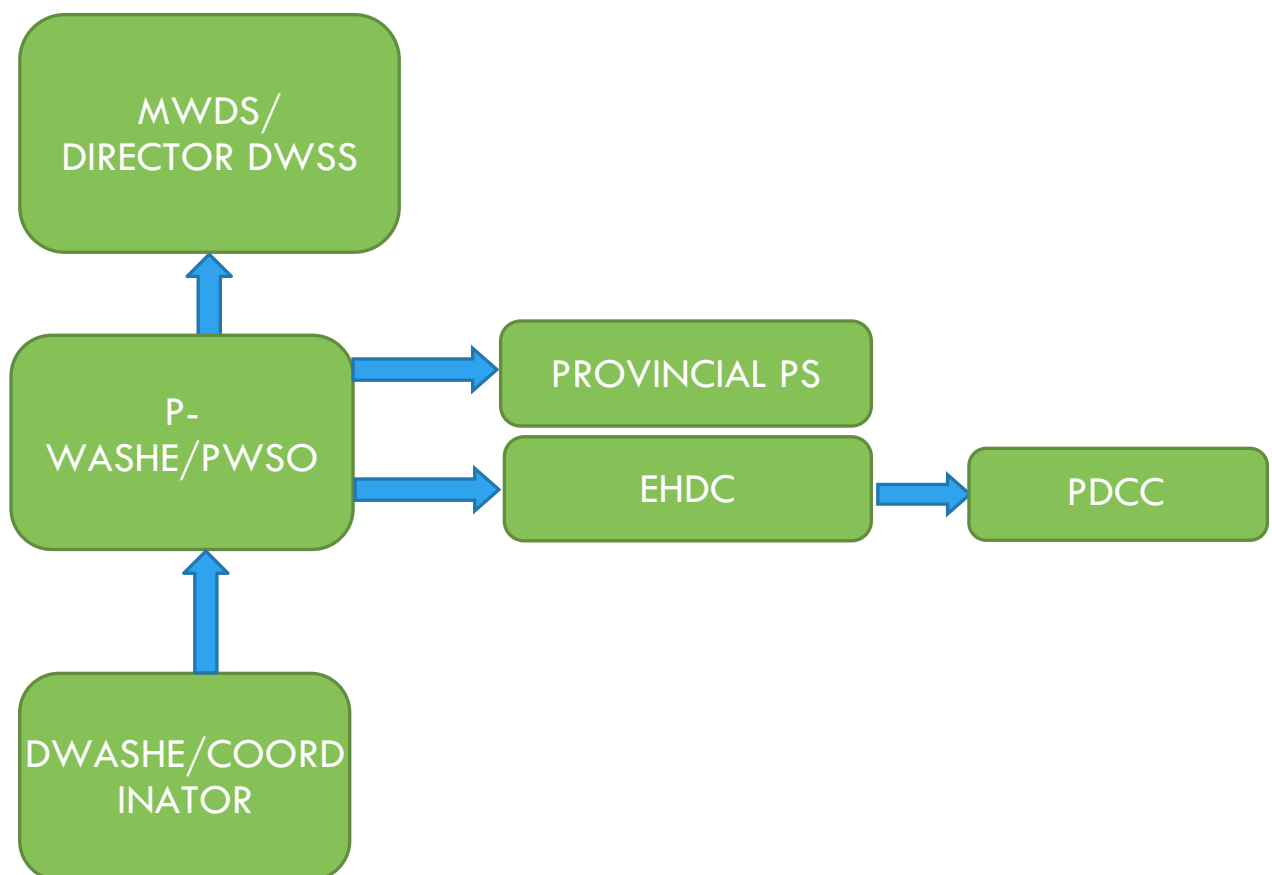 MWDS/
DIRECTOR DWSS
P-
WASHE/PWSO
PROVINCIAL PS
EHDC
PDCC
DWASHE/COORD
INATOR